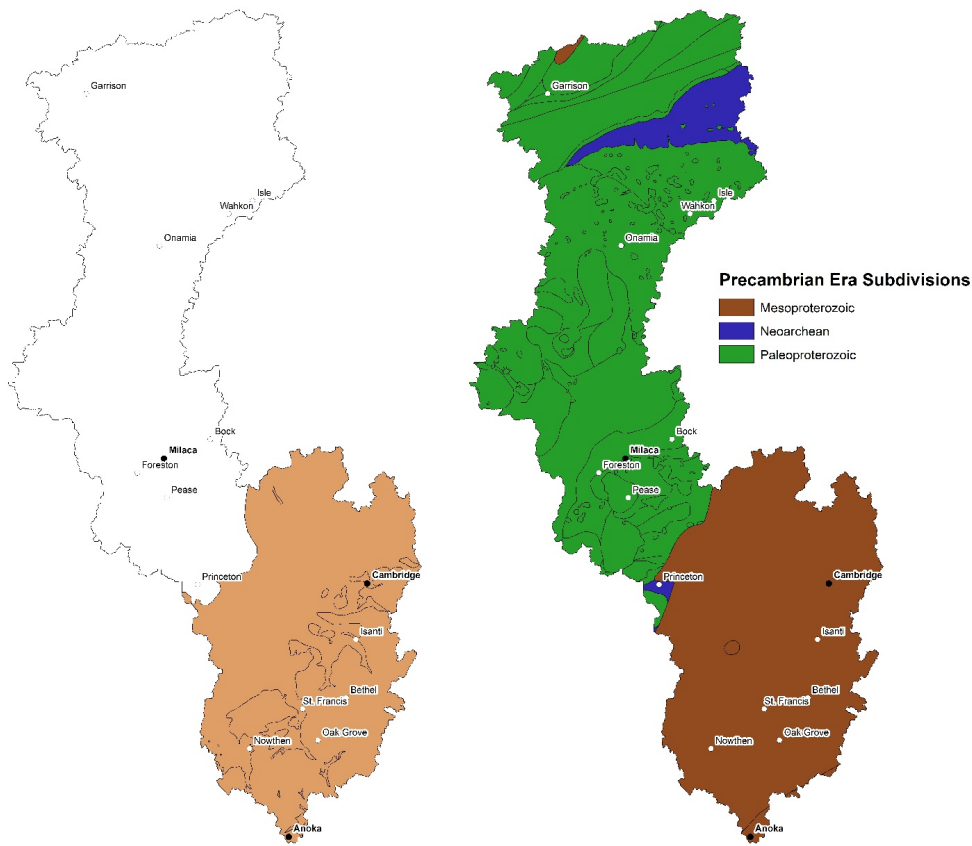 Garrison
Isle
Wahkon
Onamia
Bock
Milaca
Foreston
Pease
Princeton
Cambridge
Isanti
Bethel
St. Francis
Oak Grove
Nowthen
Anoka
Garrison
Isle
Wahkon
Onamia
Precambrian Era Subdivisions
Mesoproterozoic
Neoarchean
Paleoproterozoic
Bock
Milaca
Foreston
Pease
Princeton
Cambridge
Isanti
Bethel
St. Francis
Oak Grove
Nowthen
Anoka